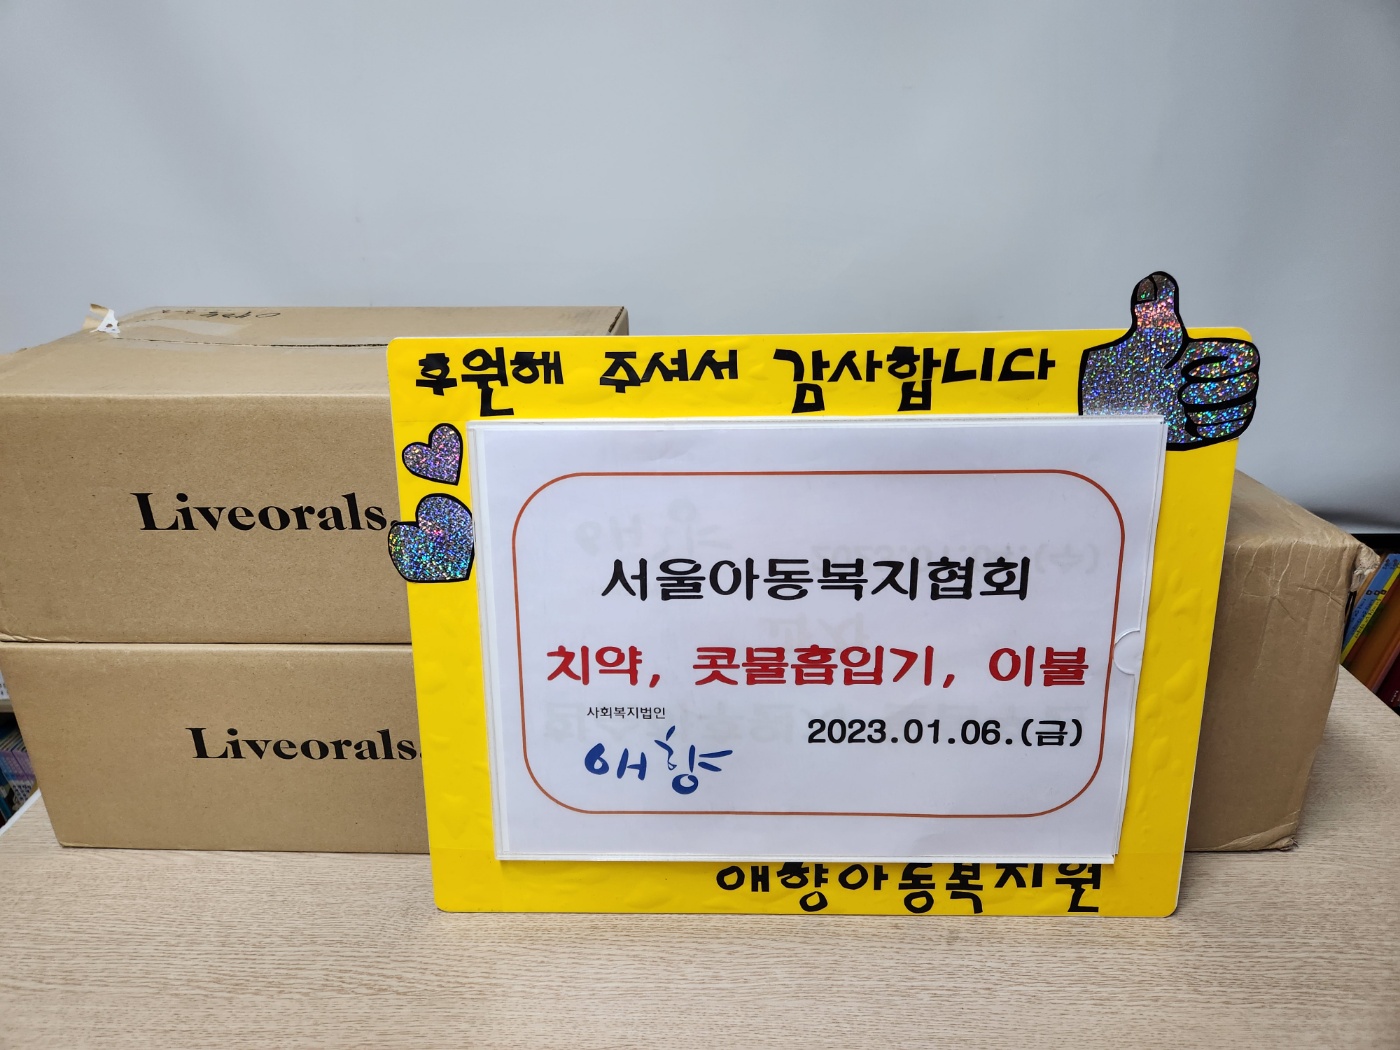 후원해 주셔서 감사합니다
Liveorals
서울아동복지협회
치약, 콧물흡입기, 이불
사회복지법인
애향
2023.01.06.(금)
Liveorals
애향아동복지원